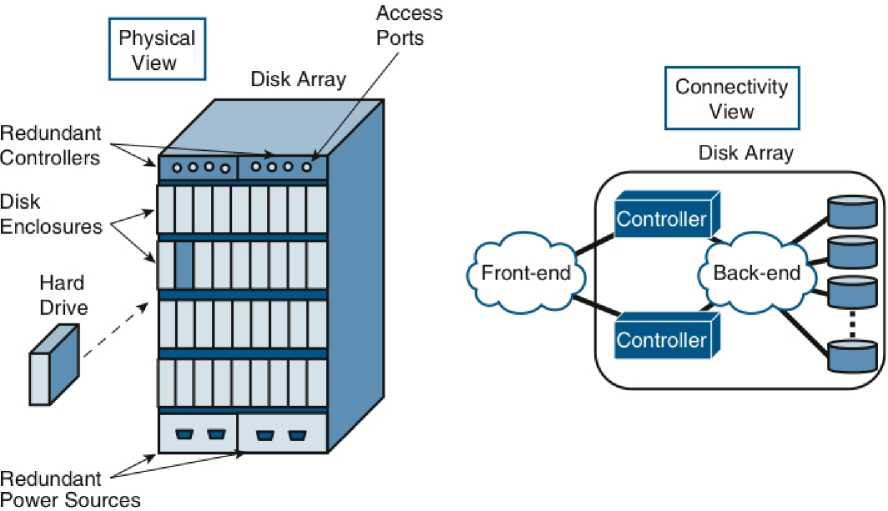 Physical
View
Access
Ports
Disk Array
Redundant
Controllers
Disk
Enclosures
Hard
Drive
Redundant
Power Sources
Connectivity
View
Disk Array
Controller
Front-end
Back-end
Controller